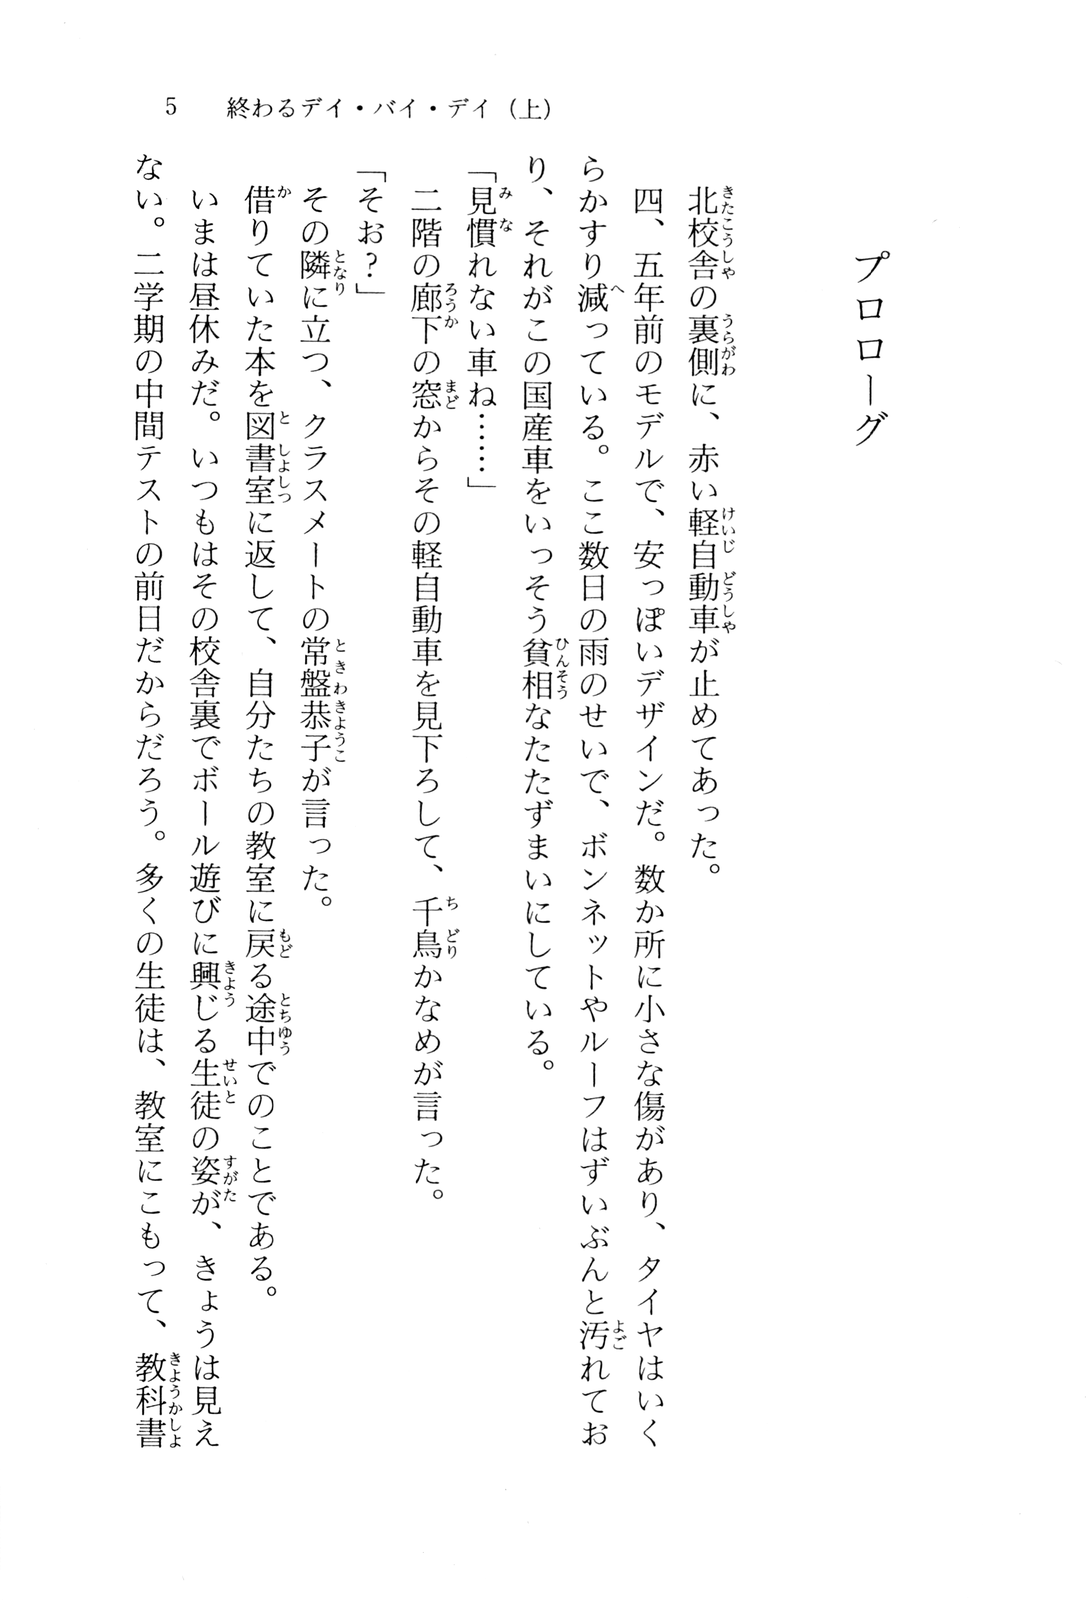 5 終わるデイ・バイ・デイ（上）
プロローグ
北校舎の裏側に、赤い軽自動車が止めてあった。
四、五年前のモデルで、安っぽいデザインだ。数か所に小さな傷があり、タイヤはいく
らかすり減っている。ここ数日の雨のせいで、ボンネットやルーフはずいぶんと汚れてお
り、それがこの国産車をいっそう貧相なたたずまいにしている。
「見慣れない車ね……」
二階の廊下の窓からその軽自動車を見下ろして、千鳥かなめが言った。
「そお？」
その隣に立つ、クラスメートの常盤恭子が言った。
借りていた本を図書室に返して、自分たちの教室に戻る途中でのことである。
いまは昼休みだ。いつもはその校舎裏でボール遊びに興じる生徒の姿が、きょうは見え
ない。二学期の中間テストの前日だからだろう。多くの生徒は、教室にこもって、教科書